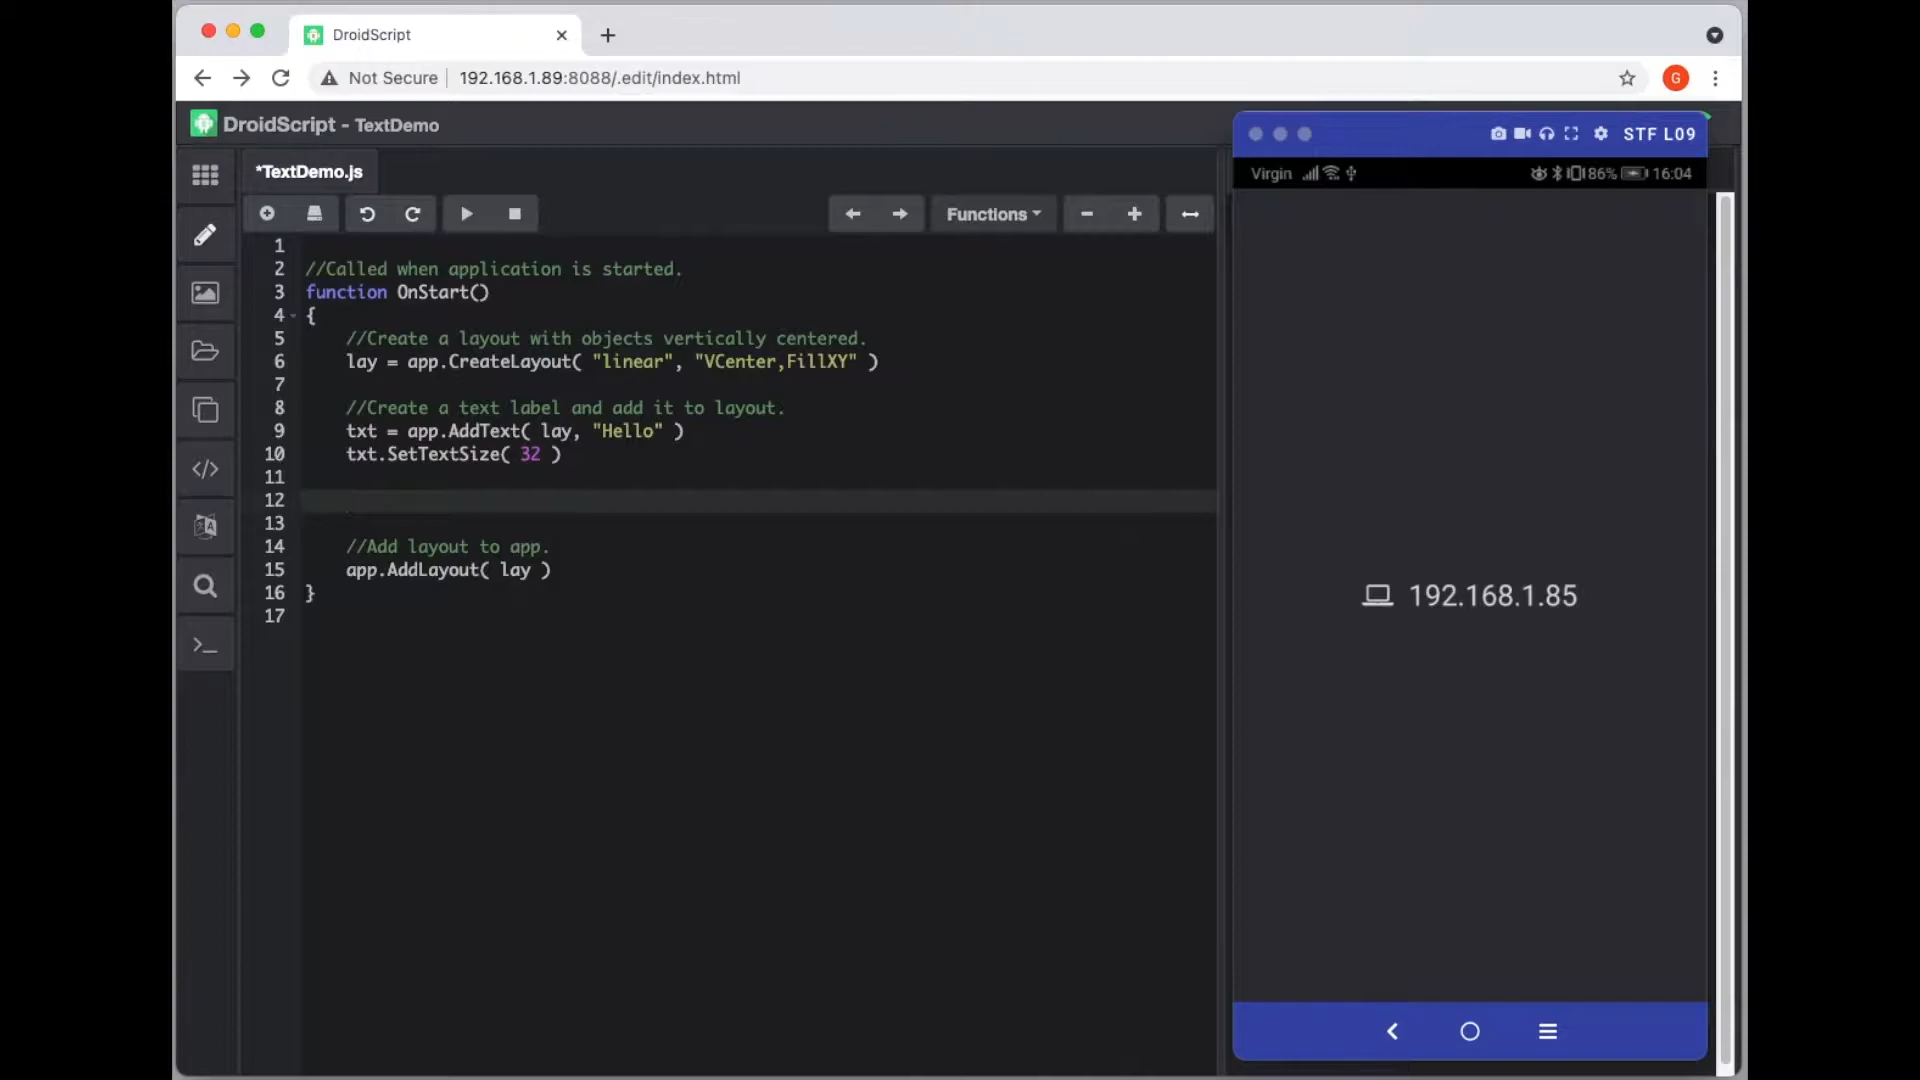 DroidScript
Not Secure
192.168.1.89:8088/.edit/index.html
G
DroidScript - TextDemo
STF L09
*TextDemo.js
Virgin
86%
16:04
Functions
1
2 //Called when application is started.
3 function OnStart()
4 {
5 //Create a layout with objects vertically centered.
6 lay = app.CreateLayout( "linear", "VCenter,FillXY" )
7
8 //Create a text label and add it to layout.
9 txt = app.AddText( lay, "Hello" )
10 txt.SetTextSize( 32 )
11
12
13
14 //Add layout to app.
15 app.AddLayout( lay )
16 }
17
192.168.1.85